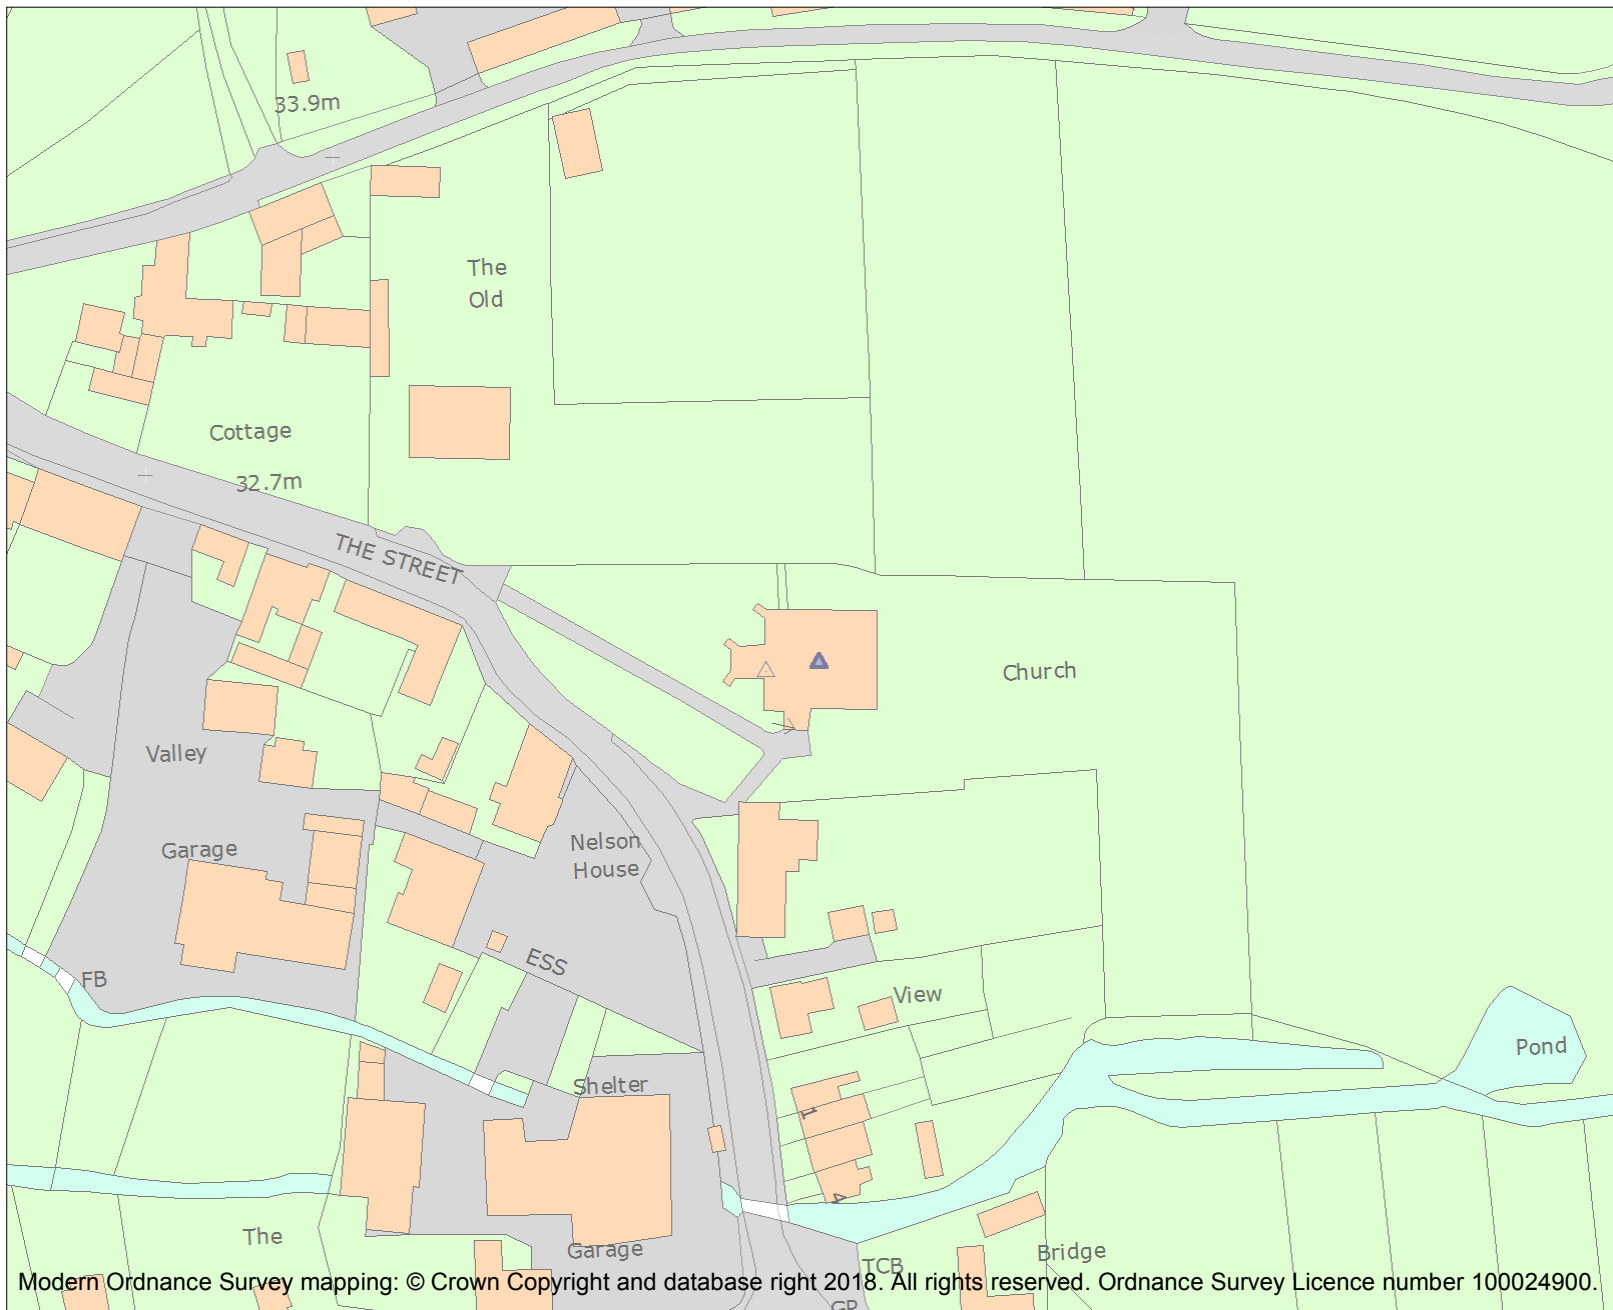 33.9m
The
Old
Cottage
32.7m
THE STREET
Church
Valley
Nelson
House
Garage
ESS
FB
View
Pond
Shelter
1
4
The
Garage
Bridge
TCB
Modern Ordnance Survey mapping: © Crown Copyright and database right 2018. All rights reserved. Ordnance Survey Licence number 100024900.
GP